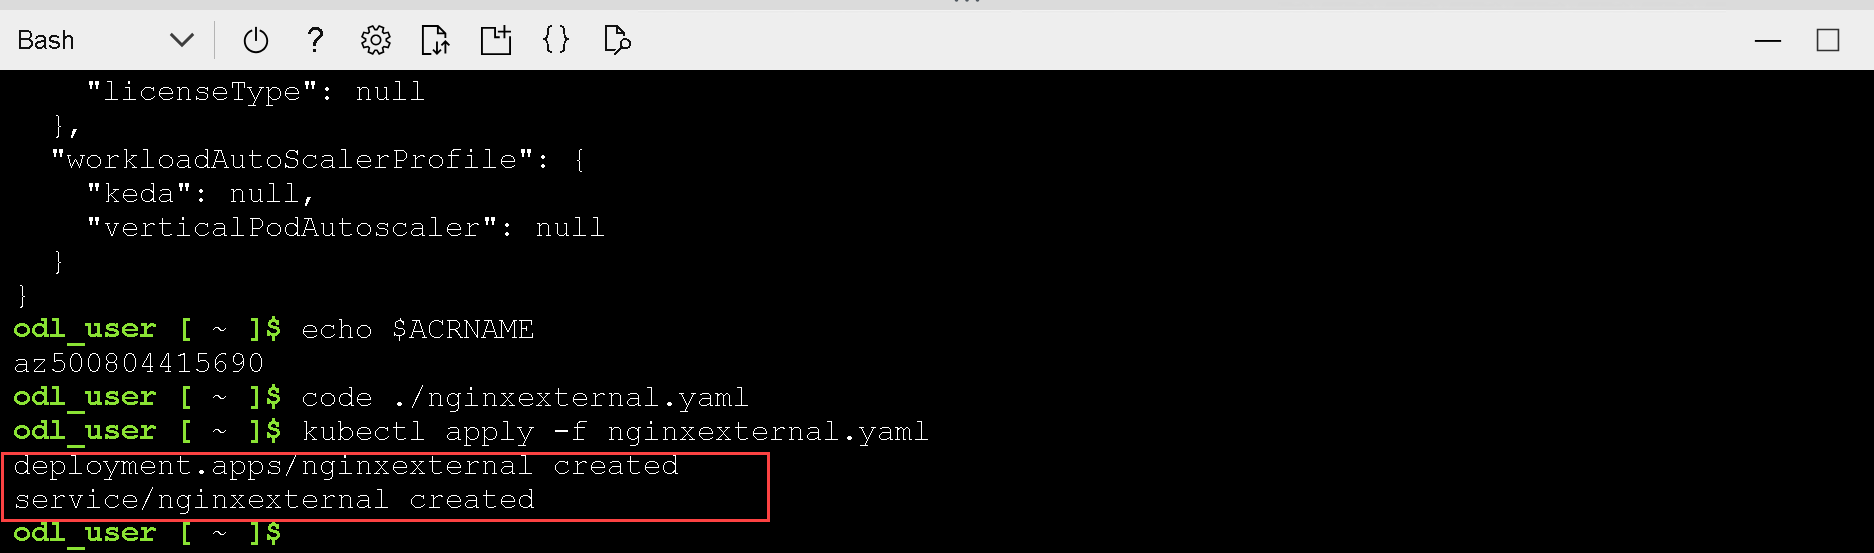 Bash
"licenseType": null
},
"workloadAutoScalerProfile": {
"keda": null,
"verticalPodAutoscaler": null
}
}
odl_user [ ~ ]$ echo $ACRNAME
az500804415690
odl_user [ ~ ]$ code ./nginxexternal.yaml
odl_user [ ~ ]$ kubectl apply -f nginxexternal.yaml
deployment.apps/nginxexternal created
service/nginxexternal created
odl_user [ ~ ]$